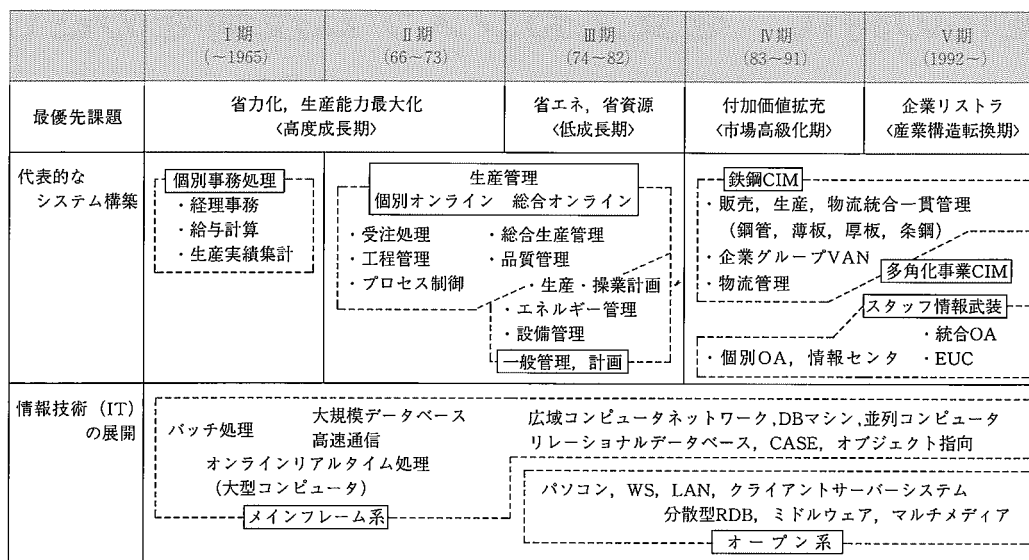 I期 II期 III期 IV期 V期
(～1965) (66～73) (74～82) (83～91) (1992～)
最優先課題
省力化，生産能力最大化
〈高度成長期〉
省エネ，省資源
〈低成長期〉
付加価値拡充
〈市場高級化期〉
企業リストラ
〈産業構造転換期〉
代表的な
システム構築
個別事務処理
・経理事務
・給与計算
・生産実績集計
生産管理
個別オンライン 総合オンライン
・受注処理
・工程管理
・プロセス制御
・総合生産管理
・品質管理
・生産・操業計画
・エネルギー管理
・設備管理
一般管理，計画
鉄鋼CIM
・販売，生産，物流統合一貫管理
(鋼管，薄板，厚板，条鋼)
・企業グループVAN
・物流管理
多角化事業CIM
スタッフ情報武装
・統合OA
・個別OA，情報センタ ・EUC
情報技術（IT）
の展開
バッチ処理
大規模データベース
高速通信
オンラインリアルタイム処理
(大型コンピュータ)
メインフレーム系
広域コンピュータネットワーク，DBマシン，並列コンピュータ
リレーショナルデータベース，CASE，オブジェクト指向
パソコン，WS，LAN，クライアントサーバーシステム
分散型RDB，ミドルウェア，マルチメディア
オープン系